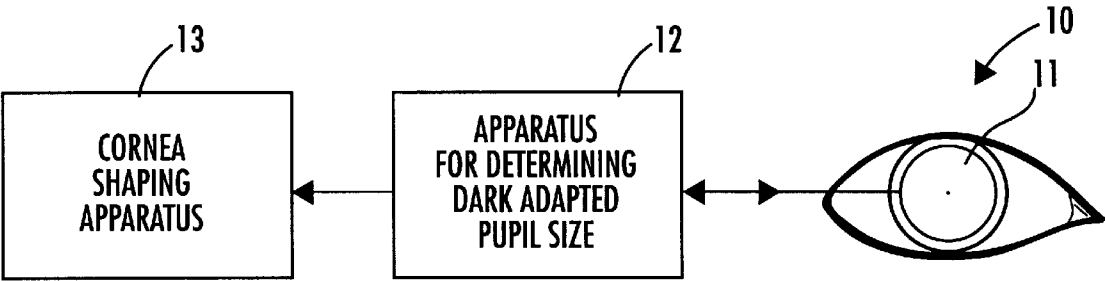 13
CORNEA
SHAPING
APPARATUS
12
APPARATUS
FOR DETERMINING
DARK ADAPTED
PUPIL SIZE
10
11